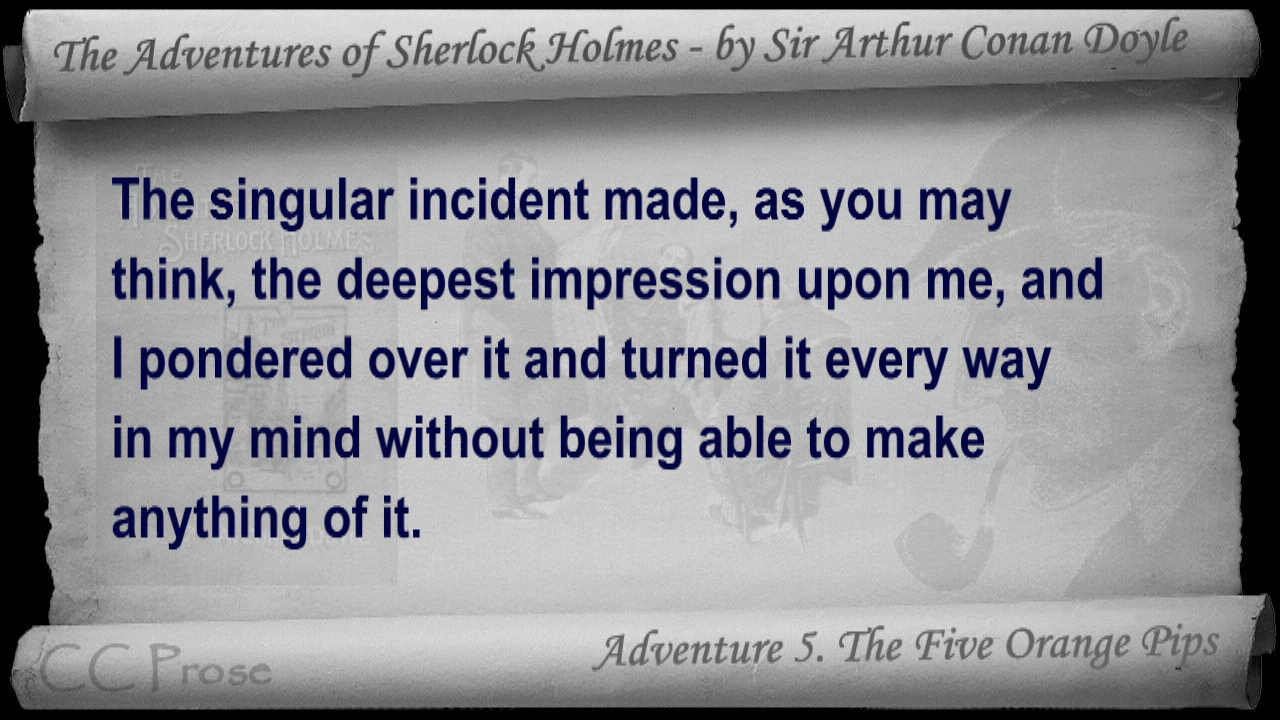 The Adventures of Sherlock Holmes - by Sir Arthur Conan Doyle
The singular incident made, as you may
think, the deepest impression upon me, and
I pondered over it and turned it every way
in my mind without being able to make
anything of it.
Adventure 5. The Five Orange Pips
CC Prose